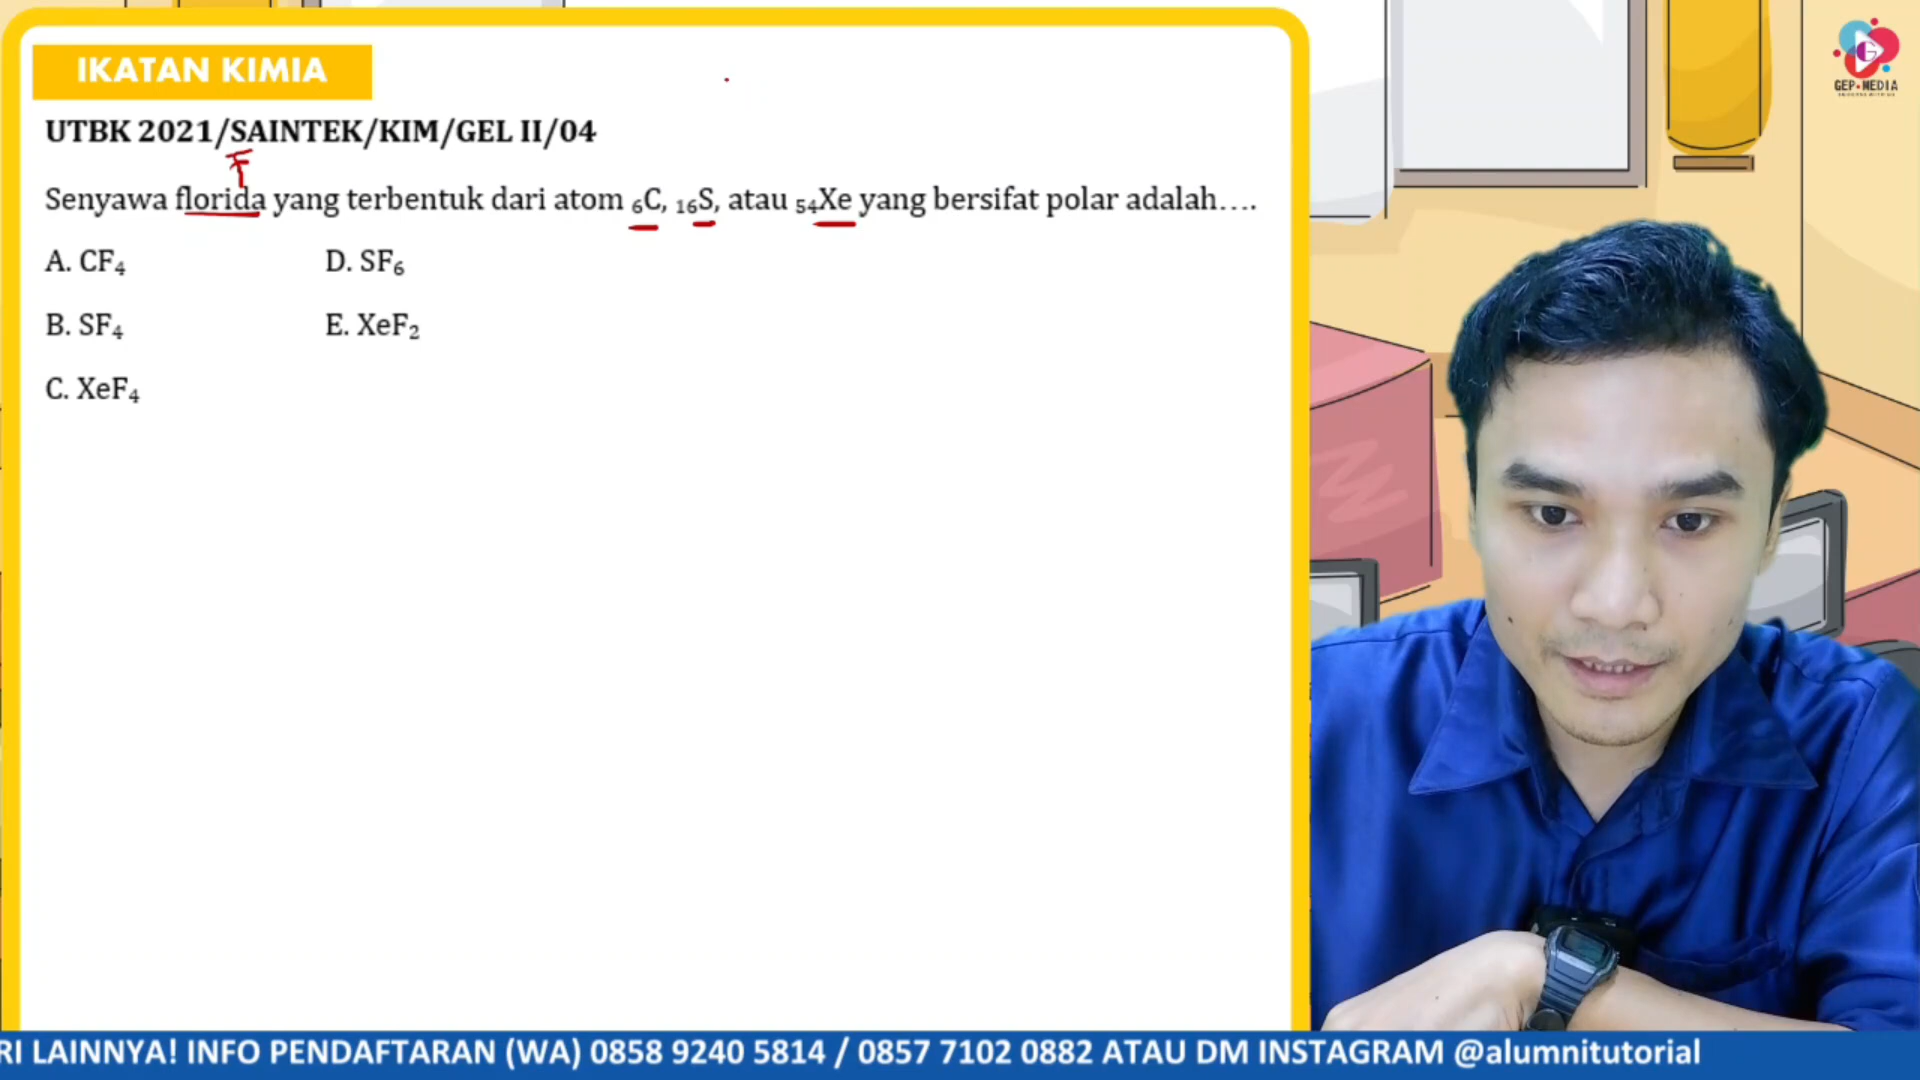 IKATAN KIMIA
UTBK 2021/SAINTEK/KIM/GEL II/04
F
Senyawa florida yang terbentuk dari atom ₆C, ₁₆S, atau ₅₄Xe yang bersifat polar adalah....
A. CF₄
D. SF₆
B. SF₄
E. XeF₂
C. XeF₄
GEP MEDIA
RI LAINNYA! INFO PENDAFTARAN (WA) 0858 9240 5814 / 0857 7102 0882 ATAU DM INSTAGRAM @alumnitutorial